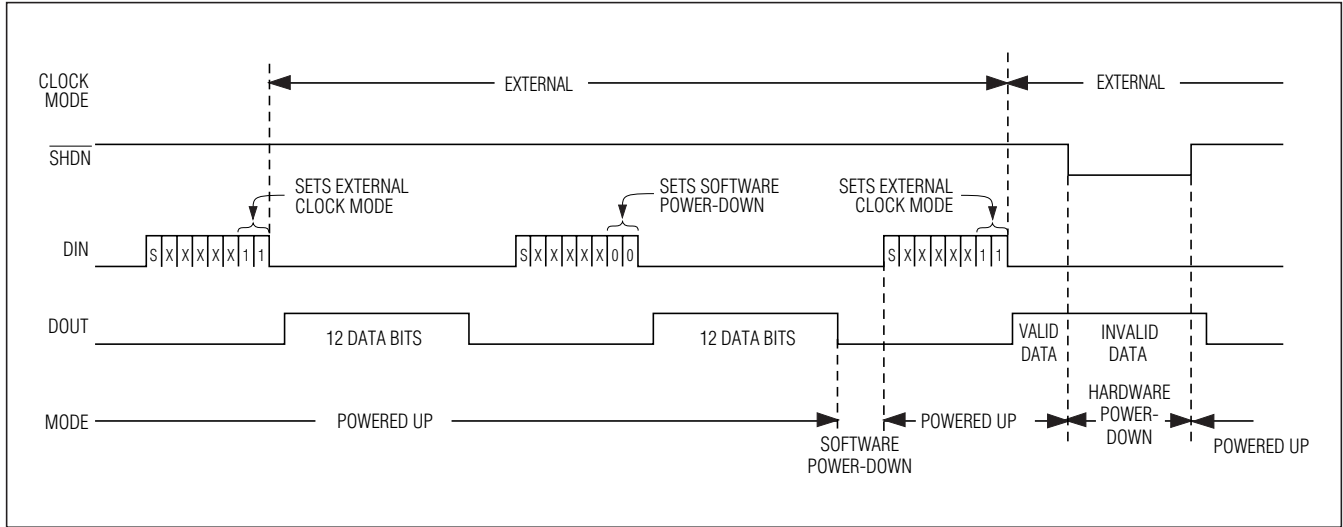 CLOCK
MODE
EXTERNAL
EXTERNAL
SHDN
SETS EXTERNAL
CLOCK MODE
SETS SOFTWARE
POWER-DOWN
SETS EXTERNAL
CLOCK MODE
DIN
S X X X X X 1 1
S X X X X X 0 0
S X X X X X 1 1
DOUT
12 DATA BITS
12 DATA BITS
VALID
DATA
INVALID
DATA
MODE
POWERED UP
SOFTWARE
POWER-DOWN
POWERED UP
HARDWARE
POWER-
DOWN
POWERED UP